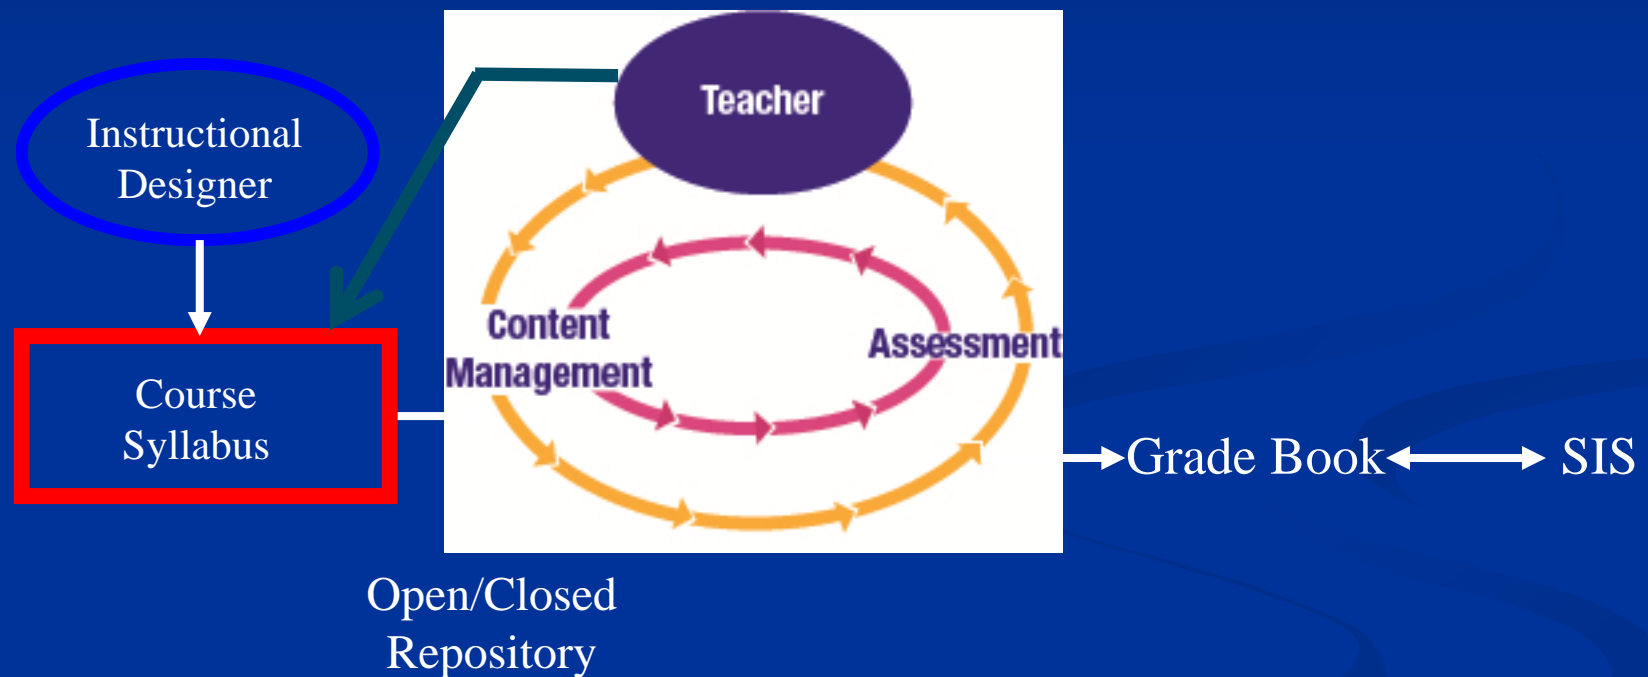 Teacher
Instructional
Designer
Content
Management
Assessment
Course
Syllabus
Grade Book
SIS
Open/Closed
Repository